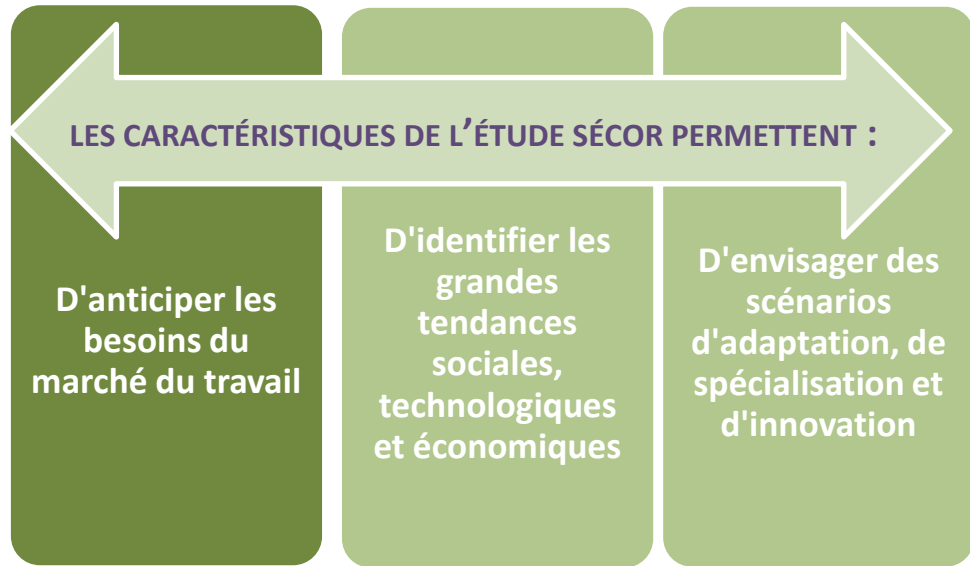 LES CARACTÉRISTIQUES DE L’ÉTUDE SÉCOR PERMETTENT :
D'anticiper les
besoins du
marché du travail
D'identifier les
grandes
tendances
sociales,
technologiques
et économiques
D'envisager des
scénarios
d'adaptation, de
spécialisation et
d'innovation